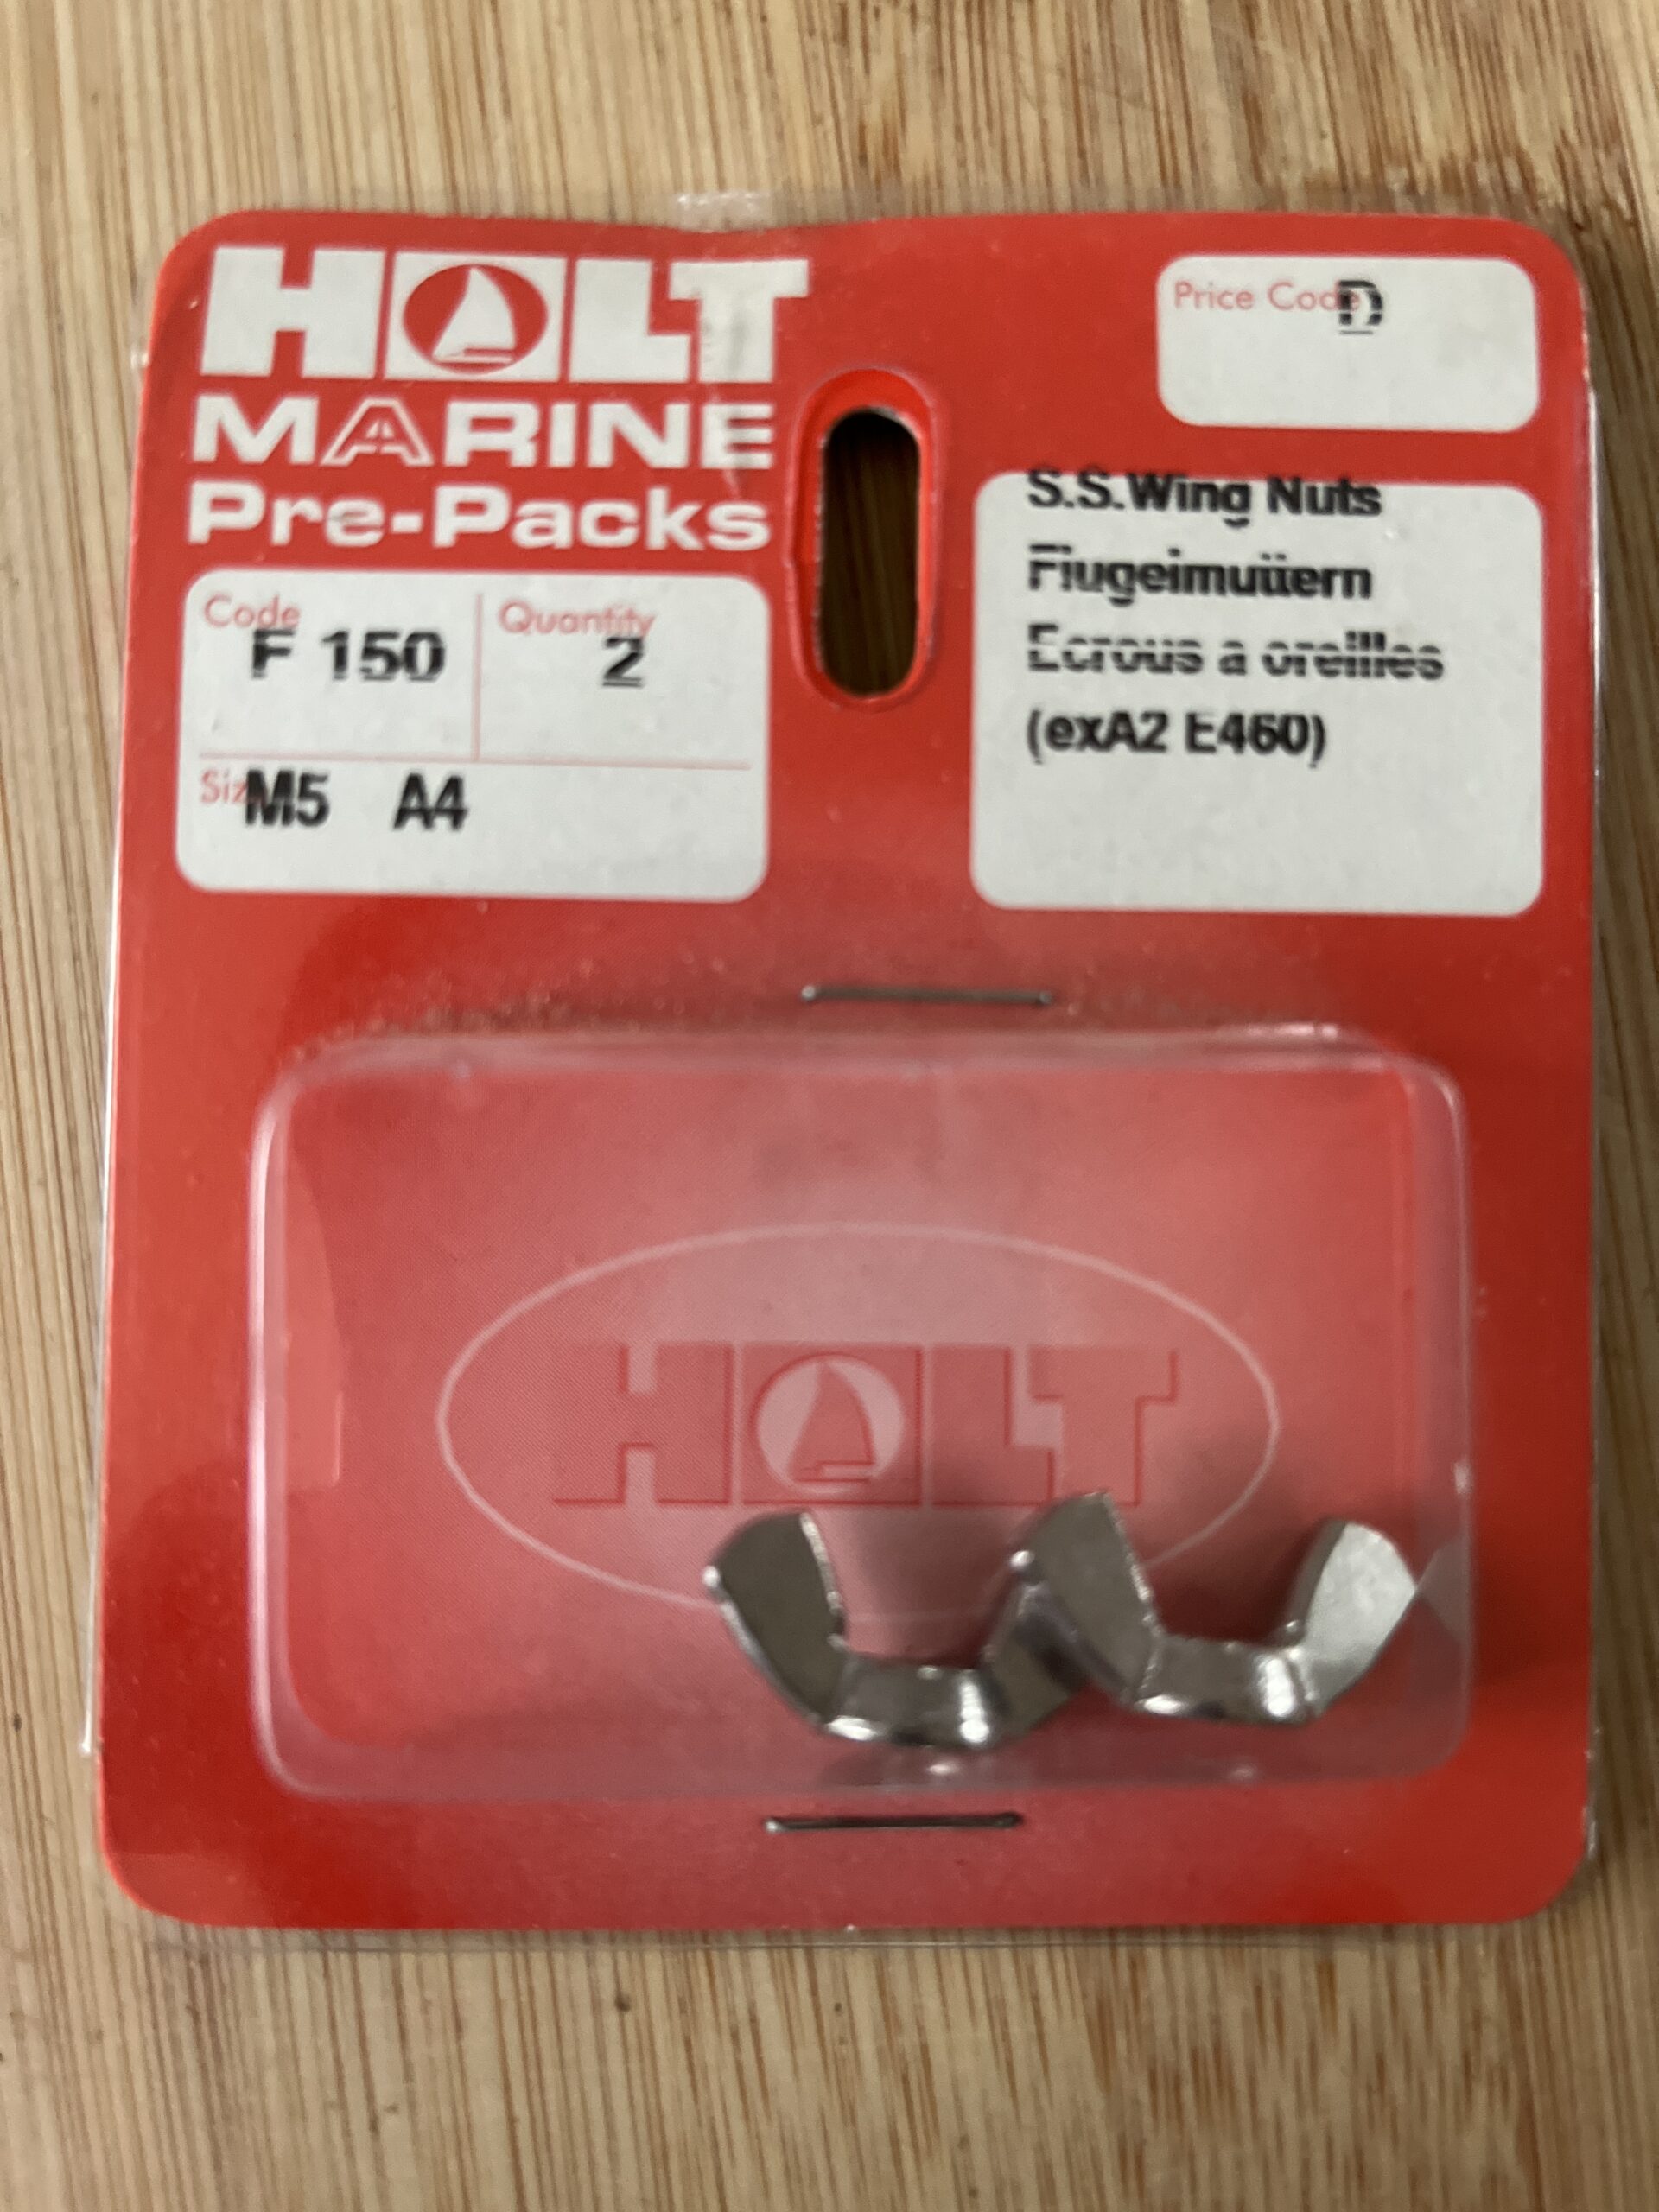 HOLT
MARINE
Pre-Packs
Price Code
D
S.S.Wing Nuts
Flugelmuttern
Ecrous a oreilles
(exA2 E460)
Code
F 150
Quantity
2
Size
M5 A4
HOLT